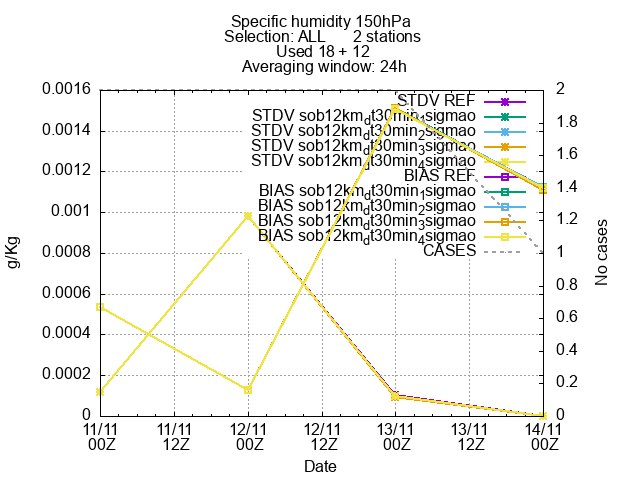 Specific humidity 150hPa
Selection: ALL 2 stations
Used 18 + 12
Averaging window: 24h
0.0016
0.0014
0.0012
0.001
0.0008
0.0006
0.0004
0.0002
0
g/Kg
2
1.8
1.6
1.4
1.2
1
0.8
0.6
0.4
0.2
0
No cases
STDV REF
STDV sob12km_dt30min_1sigmao
STDV sob12km_dt30min_2sigmao
STDV sob12km_dt30min_3sigmao
STDV sob12km_dt30min_4sigmao
BIAS REF
BIAS sob12km_dt30min_1sigmao
BIAS sob12km_dt30min_2sigmao
BIAS sob12km_dt30min_3sigmao
BIAS sob12km_dt30min_4sigmao
CASES
11/11 11/11 12/11 12/11 13/11 13/11 14/11
00Z 12Z 00Z 12Z 00Z 12Z 00Z
Date